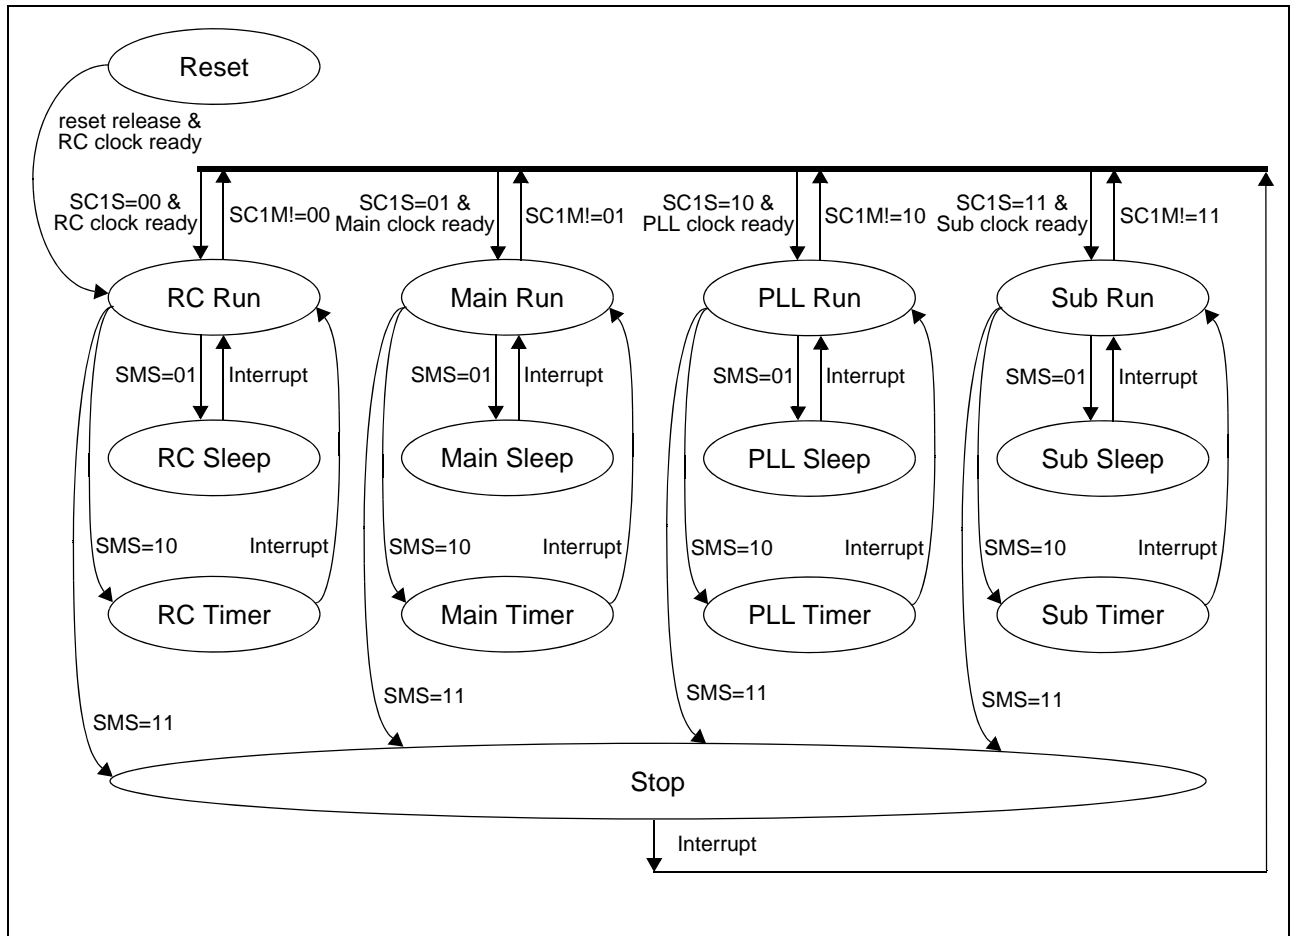 Reset
reset release &
RC clock ready
SC1S=00 &
RC clock ready
SC1M!=00
SC1S=01 &
Main clock ready
SC1M!=01
SC1S=10 &
PLL clock ready
SC1M!=10
SC1S=11 &
Sub clock ready
SC1M!=11
RC Run
Main Run
PLL Run
Sub Run
SMS=01
Interrupt
SMS=01
Interrupt
SMS=01
Interrupt
SMS=01
Interrupt
RC Sleep
Main Sleep
PLL Sleep
Sub Sleep
SMS=10
Interrupt
SMS=10
Interrupt
SMS=10
Interrupt
SMS=10
Interrupt
RC Timer
Main Timer
PLL Timer
Sub Timer
SMS=11
SMS=11
SMS=11
SMS=11
Stop
Interrupt